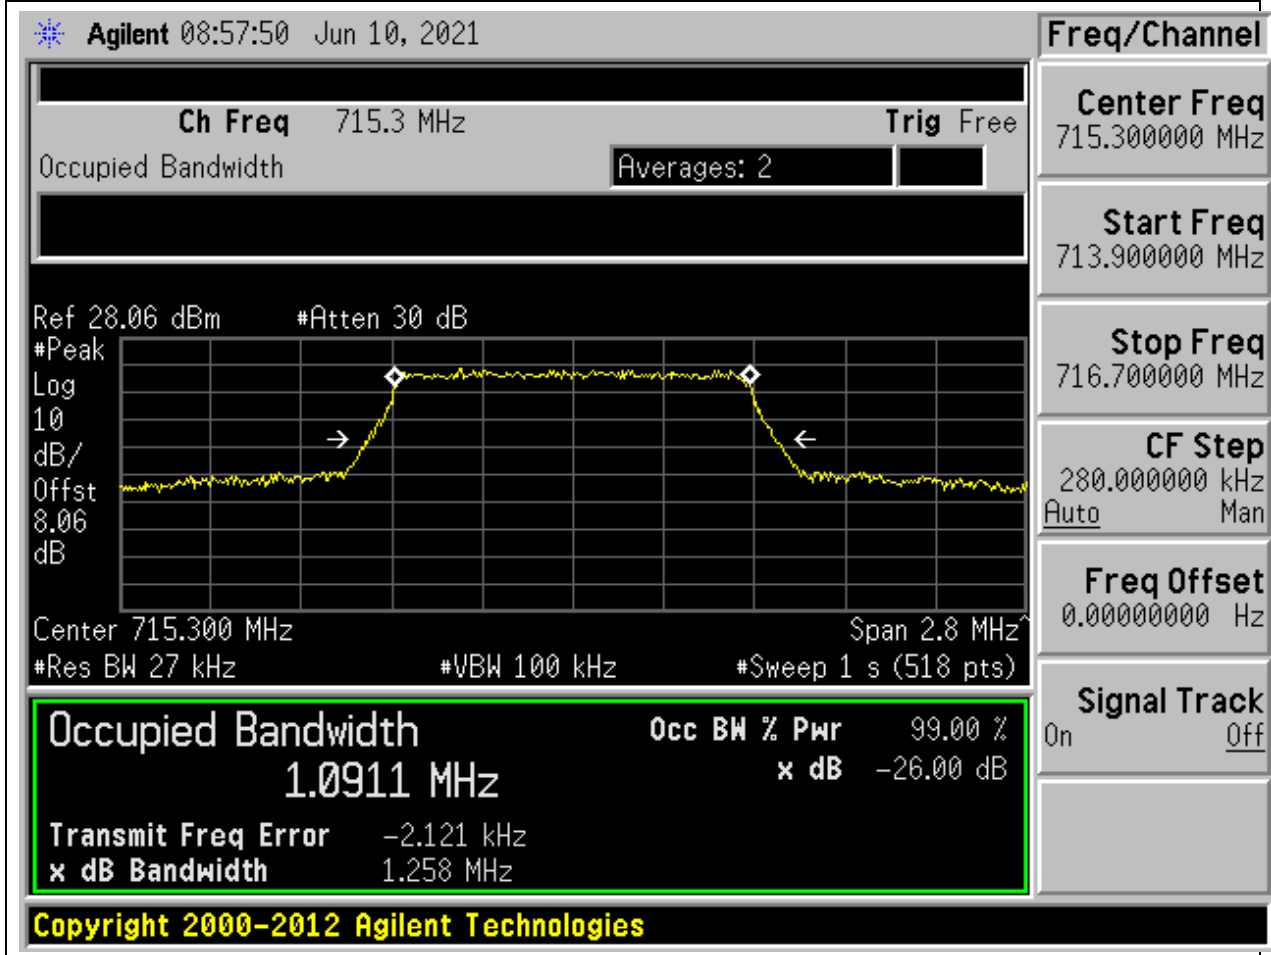 Agilent 08:57:50 Jun 10, 2021
Freq/Channel
Ch Freq 715.3 MHz Trig Free
Occupied Bandwidth Averages: 2
Ref 28.06 dBm #Atten 30 dB
#Peak
Log
10
dB/
Offst
8.06
dB
Center 715.300 MHz Span 2.8 MHz^
#Res BW 27 kHz #VBW 100 kHz #Sweep 1 s (518 pts)
Occupied Bandwidth Occ BW % Pwr 99.00 %
1.0911 MHz x dB -26.00 dB
Transmit Freq Error -2.121 kHz
x dB Bandwidth 1.258 MHz
Copyright 2000-2012 Agilent Technologies
Center Freq
715.300000 MHz
Start Freq
713.900000 MHz
Stop Freq
716.700000 MHz
CF Step
280.000000 kHz
Auto Man
Freq Offset
0.00000000 Hz
Signal Track
On Off